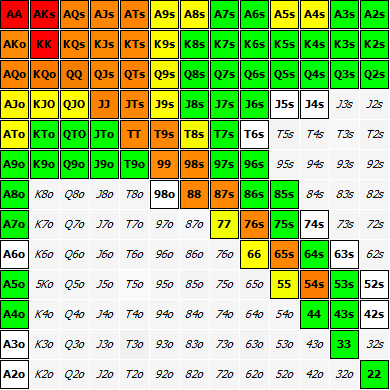 AA AKs AQs AJs ATs A9s A8s A7s A6s A5s A4s A3s A2s
AKo KK KQs KJs KTs K9s K8s K7s K6s K5s K4s K3s K2s
AQo KQo QQ QJs QTs Q9s Q8s Q7s Q6s Q5s Q4s Q3s Q2s
AJo KJO QJO JJ JTs J9s J8s J7s J6s J5s J4s J3s J2s
ATo KTo QTO JTo TT T9s T8s T7s T6s T5s T4s T3s T2s
A9o K9o Q9o J9o T9o 99 98s 97s 96s 95s 94s 93s 92s
A8o K8o Q8o J8o T8o 98o 88 87s 86s 85s 84s 83s 82s
A7o K7o Q7o J7o T7o 97o 87o 77 76s 75s 74s 73s 72s
A6o K6o Q6o J6o T6o 96o 86o 76o 66 65s 64s 63s 62s
A5o 5Ko Q5o J5o T5o 95o 85o 75o 65o 55 54s 53s 52s
A4o K4o Q4o J4o T4o 94o 84o 74o 64o 54o 44 43s 42s
A3o K3o Q3o J3o T3o 93o 83o 73o 63o 53o 43o 33 32s
A2o K2o Q2o J2o T2o 92o 82o 72o 62o 52o 42o 32o 22